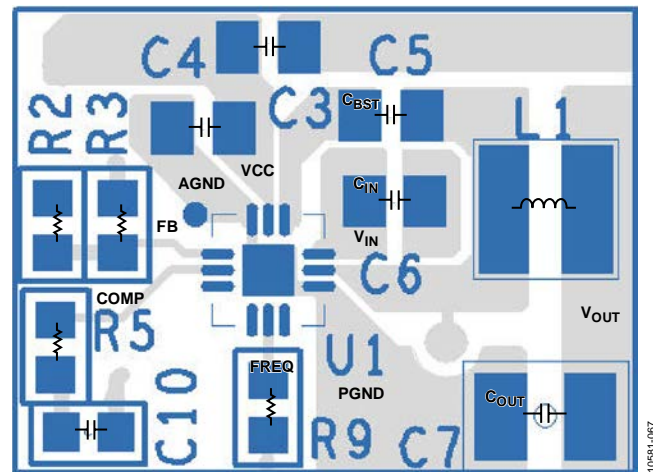 C4
C5
R2
R3
C3
CBST
L1
VCC
AGND
CIN
FB
VIN
C6
COMP
VOUT
R5
U1
FREQ
PGND
COUT
C10
R9
C7
10581-067